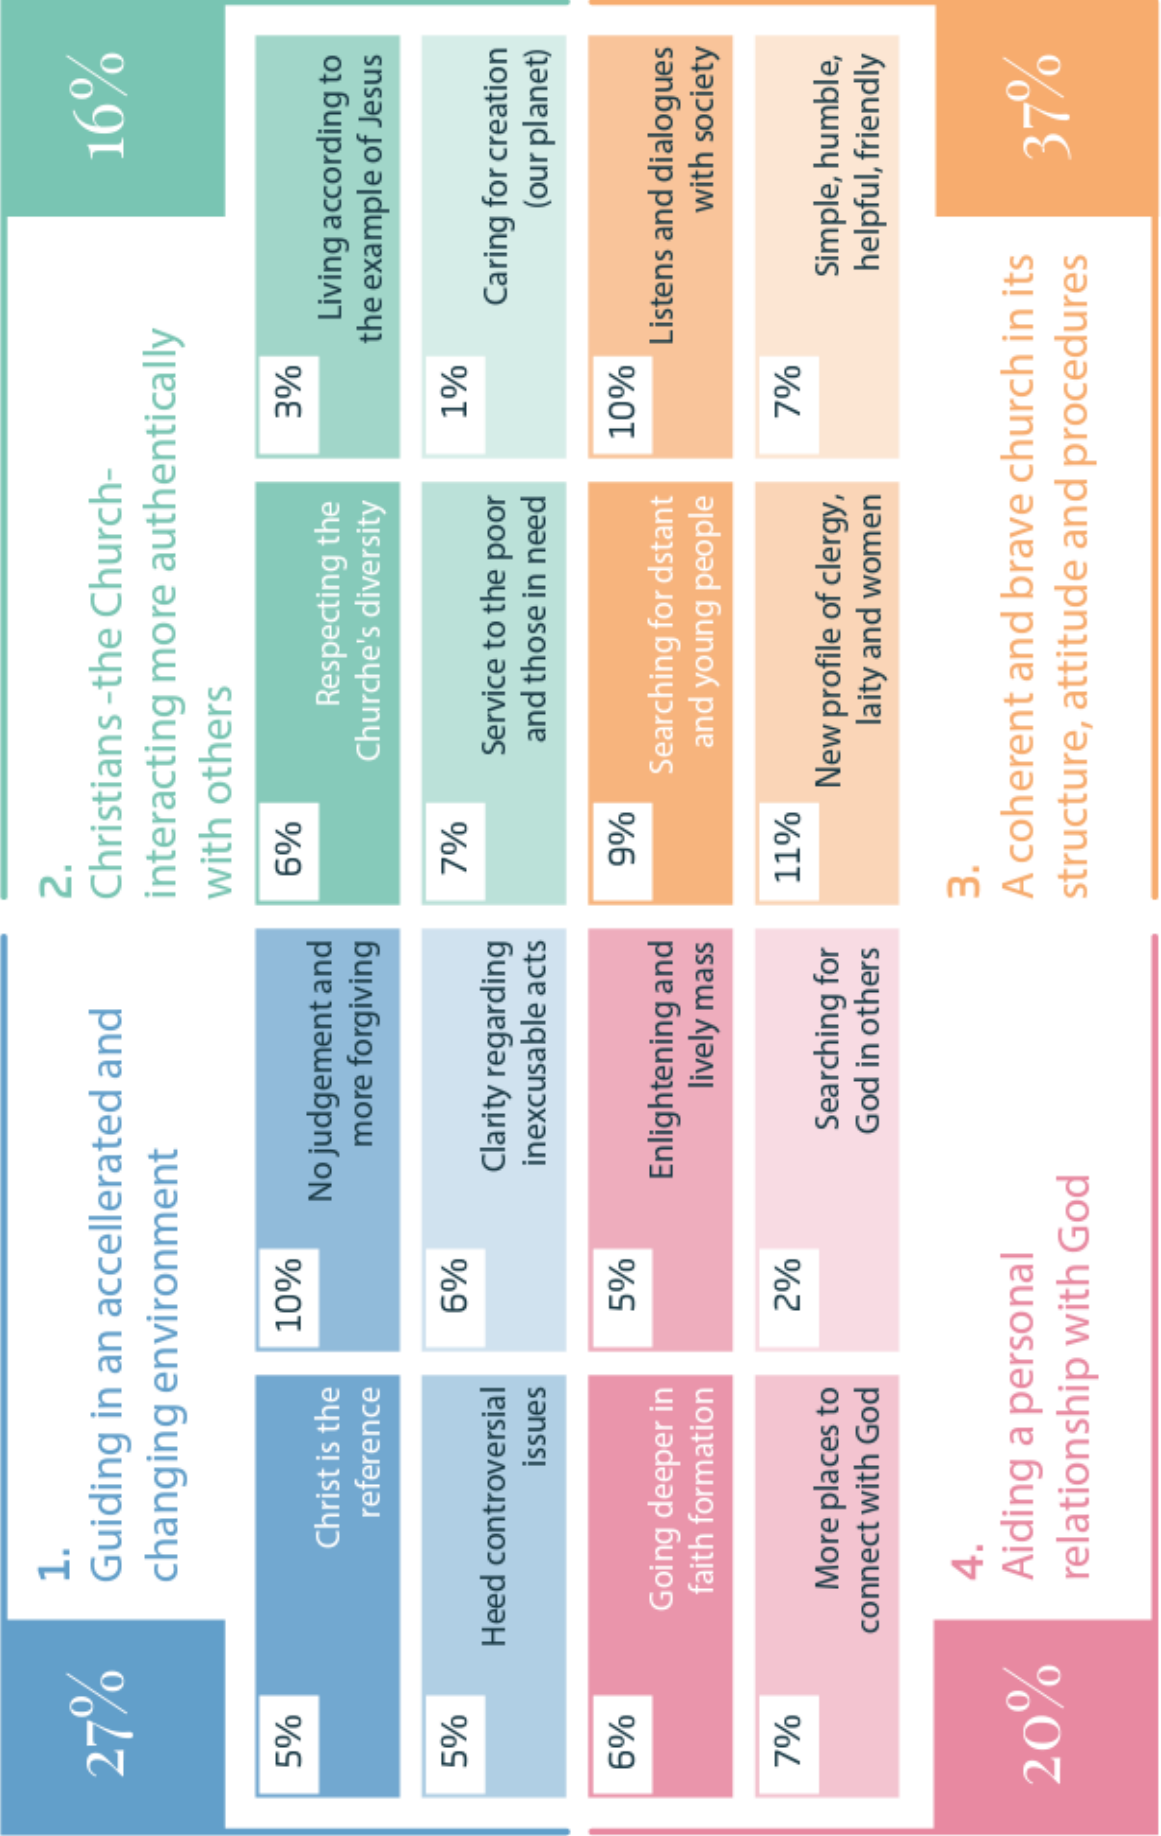 27%
1.
Guiding in an accellerated and
changing environment
5%
Christ is the
reference
10%
No judgement and
more forgiving
5%
Heed controversial
issues
6%
Clarity regarding
inexcusable acts
2.
Christians -the Church-
interacting more authentically
with others
16%
6%
Respecting the
Churche's diversity
3%
Living according to
the example of Jesus
7%
Service to the poor
and those in need
1%
Caring for creation
(our planet)
6%
Going deeper in
faith formation
5%
Enlightening and
lively mass
7%
More places to
connect with God
2%
Searching for
God in others
20%
4.
Aiding a personal
relationship with God
9%
Searching for dstant
and young people
10%
Listens and dialogues
with society
11%
New profile of clergy,
laity and women
7%
Simple, humble,
helpful, friendly
3.
A coherent and brave church in its
structure, attitude and procedures
37%